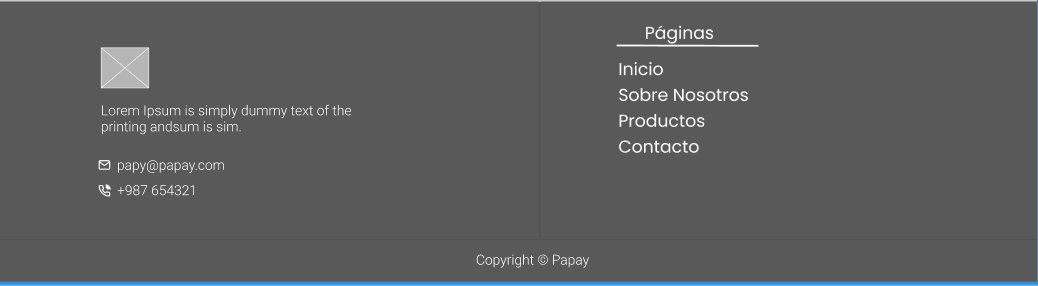 Lorem Ipsum is simply dummy text of the
printing andsum is sim.
papy@papay.com
+987 654321
Páginas
Inicio
Sobre Nosotros
Productos
Contacto
Copyright © Papay